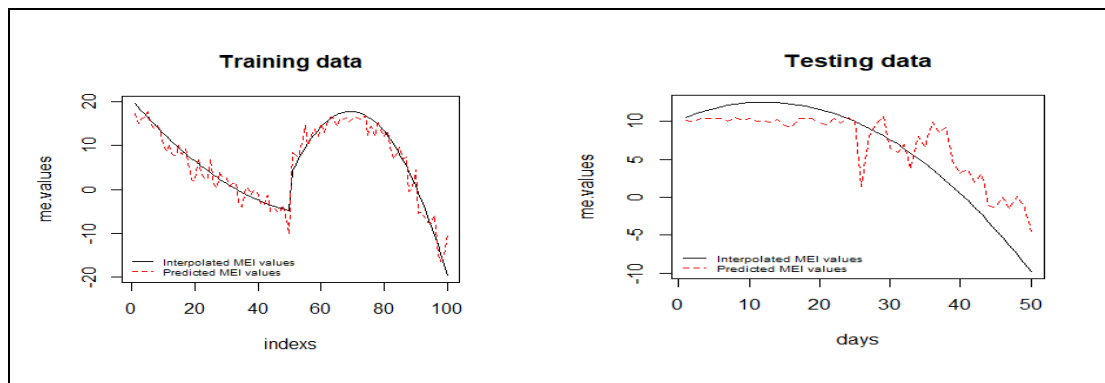 Training data
me.values
20
10
0
-10
-20
Interpolated MEI values
Predicted MEI values
0 20 40 60 80 100
indexs
Testing data
me.values
10
5
0
-5
-10
Interpolated MEI values
Predicted MEI values
0 10 20 30 40 50
days